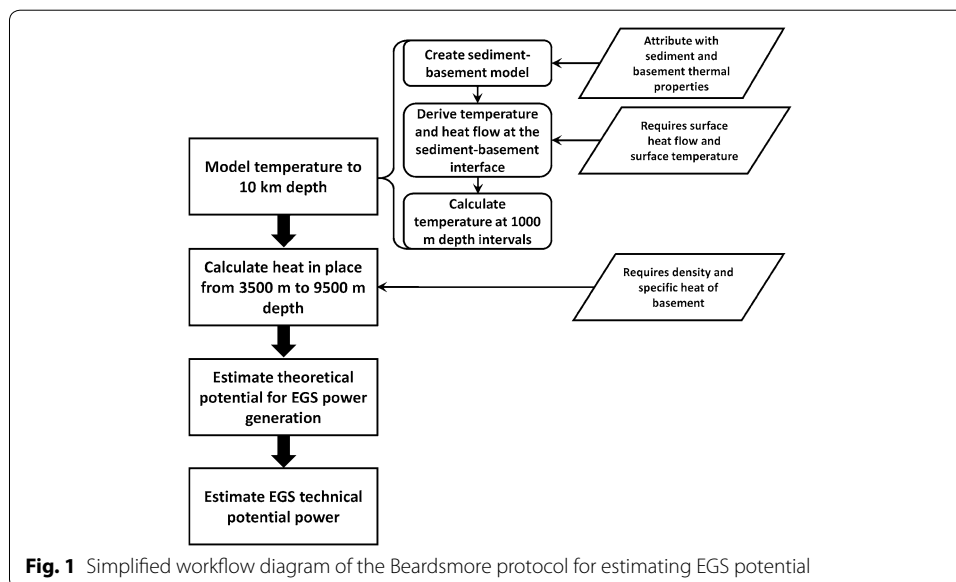 Create sediment-
basement model
Attribute with
sediment and
basement thermal
properties
Derive temperature
and heat flow at the
sediment-basement
interface
Requires surface
heat flow and
surface temperature
Model temperature to
10 km depth
Calculate
temperature at 1000
m depth intervals
Calculate heat in place
from 3500 m to 9500 m
depth
Requires density and
specific heat of
basement
Estimate theoretical
potential for EGS power
generation
Estimate EGS technical
potential power
Fig. 1 Simplified workflow diagram of the Beardsmore protocol for estimating EGS potential